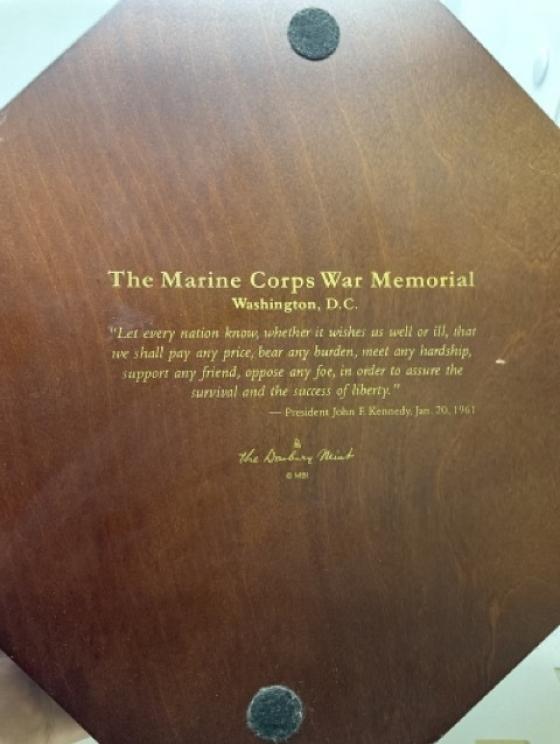 The Marine Corps War Memorial
Washington, D.C.
"Let every nation know, whether it wishes us well or ill, that
we shall pay any price, bear any burden, meet any hardship,
support any friend, oppose any foe, in order to assure the
survival and the success of liberty."
— President John F. Kennedy, Jan. 20, 1961
The Danbury Mint
© MBI